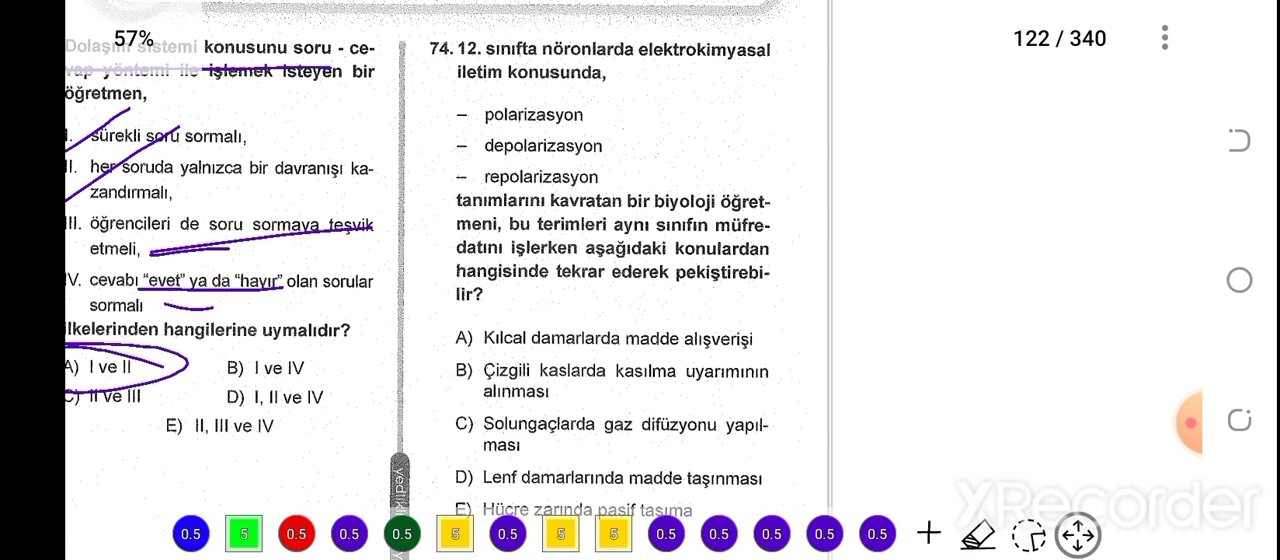 57%
122 / 340
Dolaşım sistemi konusunu soru - ce-
vap yöntemi ile işlemek isteyen bir
öğretmen,
I. sürekli soru sormalı,
II. her soruda yalnızca bir davranışı ka-
zandırmalı,
III. öğrencileri de soru sormaya teşvik
etmeli,
IV. cevabı “evet” ya da “hayır” olan sorular
sormalı
ilkelerinden hangilerine uymalıdır?
A) I ve II
B) I ve IV
C) II ve III
D) I, II ve IV
E) II, III ve IV
74. 12. sınıfta nöronlarda elektrokimyasal
iletim konusunda,
– polarizasyon
– depolarizasyon
– repolarizasyon
tanımlarını kavratan bir biyoloji öğret-
meni, bu terimleri aynı sınıfın müfre-
datını işlerken aşağıdaki konulardan
hangisinde tekrar ederek pekiştirebi-
lir?
A) Kılcal damarlarda madde alışverişi
B) Çizgili kaslarda kasılma uyarımının
alınması
C) Solungaçlarda gaz difüzyonu yapıl-
ması
D) Lenf damarlarında madde taşınması
E) Hücre zarında pasif taşıma
0.5 5 0.5 0.5 0.5 5 0.5 5 5 0.5 0.5 0.5 0.5 0.5
XRecorder